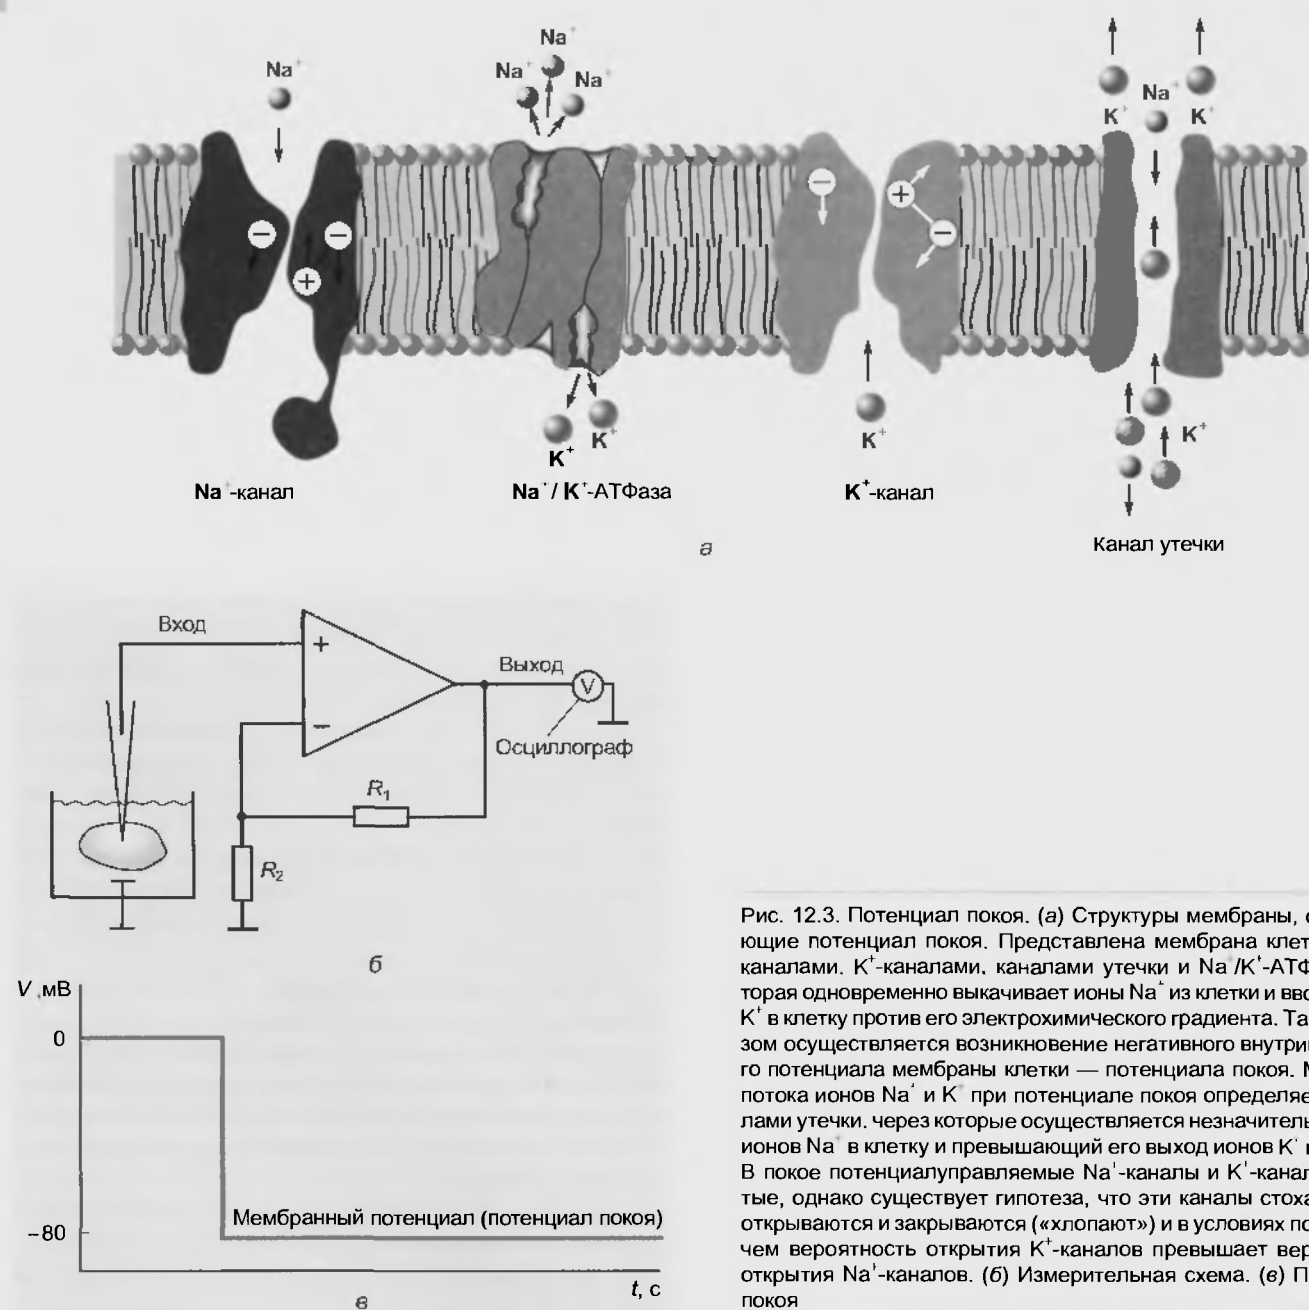 Na⁺
Na⁺
Na⁺
Na⁺
K⁺
Na⁺
K⁺
K⁺
K⁺
K⁺
K⁺
Na⁺-канал
Na⁺/K⁺-АТФаза
K⁺-канал
Канал утечки
а
Вход
Выход
V
Осциллограф
R₁
R₂
б
V, мВ
0
–80
Мембранный потенциал (потенциал покоя)
t, с
в
Рис. 12.3. Потенциал покоя. (а) Структуры мембраны,
ющие потенциал покоя. Представлена мембрана клет
каналами. K⁺-каналами, каналами утечки и Na⁺/K⁺-АТФ
торая одновременно выкачивает ионы Na⁺ из клетки и вво
K⁺ в клетку против его электрохимического градиента. Та
зом осуществляется возникновение негативного внутри
го потенциала мембраны клетки — потенциала покоя.
потока ионов Na⁺ и K⁺ при потенциале покоя определяе
лами утечки. через которые осуществляется незначитель
ионов Na⁺ в клетку и превышающий его выход ионов K⁺
В покое потенциалуправляемые Na⁺-каналы и K⁺-канал
тые, однако существует гипотеза, что эти каналы стоха
открываются и закрываются («хлопают») и в условиях по
чем вероятность открытия K⁺-каналов превышает вер
открытия Na⁺-каналов. (б) Измерительная схема. (в) П
покоя